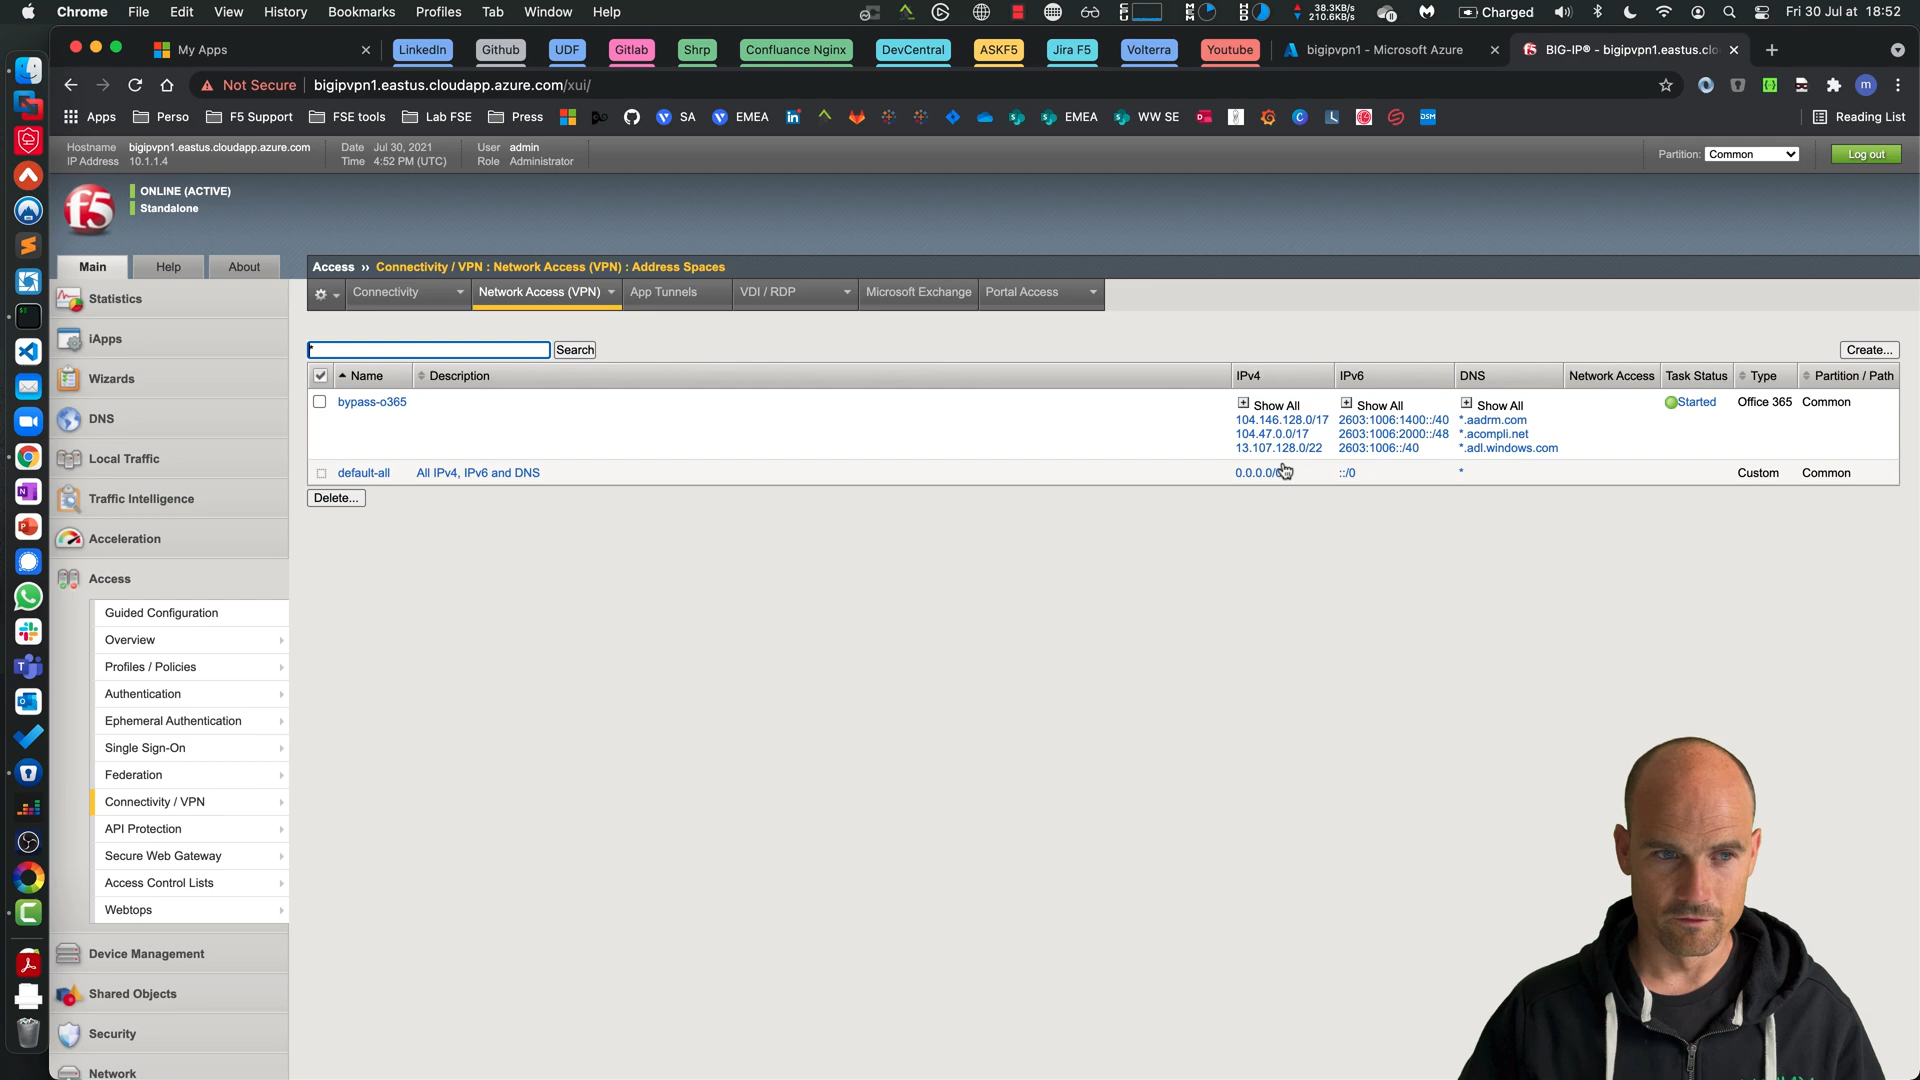 Chrome File Edit View History Bookmarks Profiles Tab Window Help 38.3KB/s 210.6KB/s Charged Fri 30 Jul at 18:52
My Apps LinkedIn Github UDF Gitlab Shrp Confluance Nginx DevCentral ASKF5 Jira F5 Volterra Youtube bigipvpn1 - Microsoft Azure BIG-IP® - bigipvpn1.eastus.clo
Not Secure bigipvpn1.eastus.cloudapp.azure.com/xui/ m
Apps Perso F5 Support FSE tools Lab FSE Press SA EMEA EMEA WW SE Reading List
Hostname bigipvpn1.eastus.cloudapp.azure.com Date Jul 30, 2021 User admin
IP Address 10.1.1.4 Time 4:52 PM (UTC) Role Administrator
Partition: Common Log out
f5 ONLINE (ACTIVE)
Standalone
Main Help About
Access ›› Connectivity / VPN : Network Access (VPN) : Address Spaces
Connectivity Network Access (VPN) App Tunnels VDI / RDP Microsoft Exchange Portal Access
* Search Create...
Name Description IPv4 IPv6 DNS Network Access Task Status Type Partition / Path
bypass-o365 Show All Show All Show All Started Office 365 Common
104.146.128.0/17 2603:1006:1400::/40 *.aadrm.com
104.47.0.0/17 2603:1006:2000::/48 *.acompli.net
13.107.128.0/22 2603:1006::/40 *.adl.windows.com
default-all All IPv4, IPv6 and DNS ::/0 * Custom Common
Delete...
Statistics
iApps
Wizards
DNS
Local Traffic
Traffic Intelligence
Acceleration
Access
Guided Configuration
Overview
Profiles / Policies
Authentication
Ephemeral Authentication
Single Sign-On
Federation
Connectivity / VPN
API Protection
Secure Web Gateway
Access Control Lists
Webtops
Device Management
Shared Objects
Security
Network